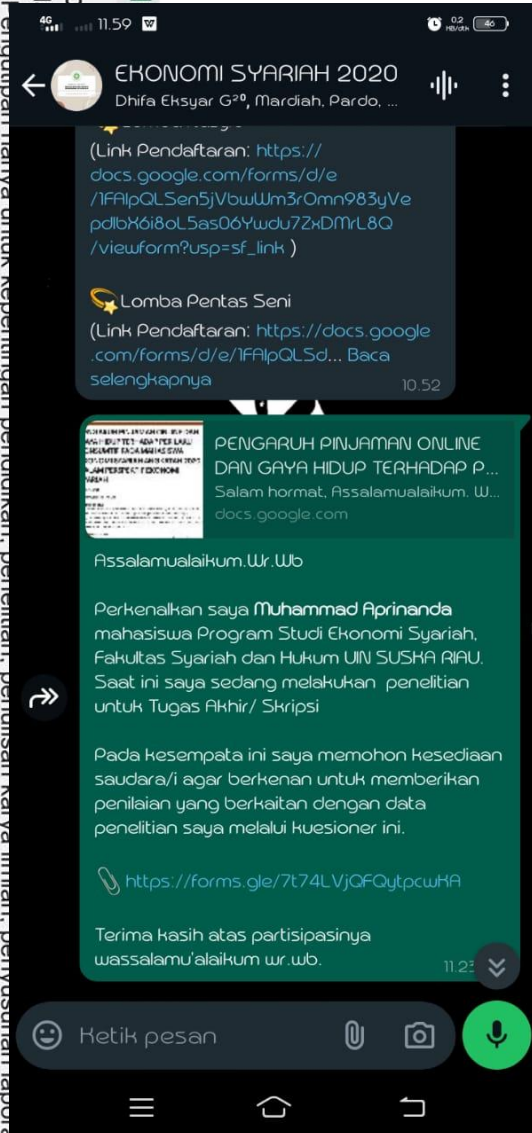 4G 11.59 0.2 KB/dtk 46
EKONOMI SYARIAH 2020
Dhifa Eksyar G²⁰, Mardiah, Pardo, ...
(Link Pendaftaran: https://
docs.google.com/forms/d/e
/1FAIpQLSen5jVbwWm3rOmn983yVe
pdlbX6i8oL5as06Ywdu7ZxDMrL8Q
/viewform?usp=sf_link )
Lomba Pentas Seni
(Link Pendaftaran: https://docs.google
.com/forms/d/e/1FAIpQLSd... Baca
selengkapnya
10.52
PENGARUH PINJAMAN ONLINE
DAN GAYA HIDUP TERHADAP P...
Salam hormat, Assalamualaikum. W...
docs.google.com
Assalamualaikum.Wr.Wb
Perkenalkan saya Muhammad Aprinanda
mahasiswa Program Studi Ekonomi Syariah,
Fakultas Syariah dan Hukum UIN SUSKA RIAU.
Saat ini saya sedang melakukan penelitian
untuk Tugas Akhir/ Skripsi
Pada kesempata ini saya memohon kesediaan
saudara/i agar berkenan untuk memberikan
penilaian yang berkaitan dengan data
penelitian saya melalui kuesioner ini.
https://forms.gle/7t74LVjQFQytpcwKA
Terima kasih atas partisipasinya
wassalamu'alaikum wr.wb.
Ketik pesan